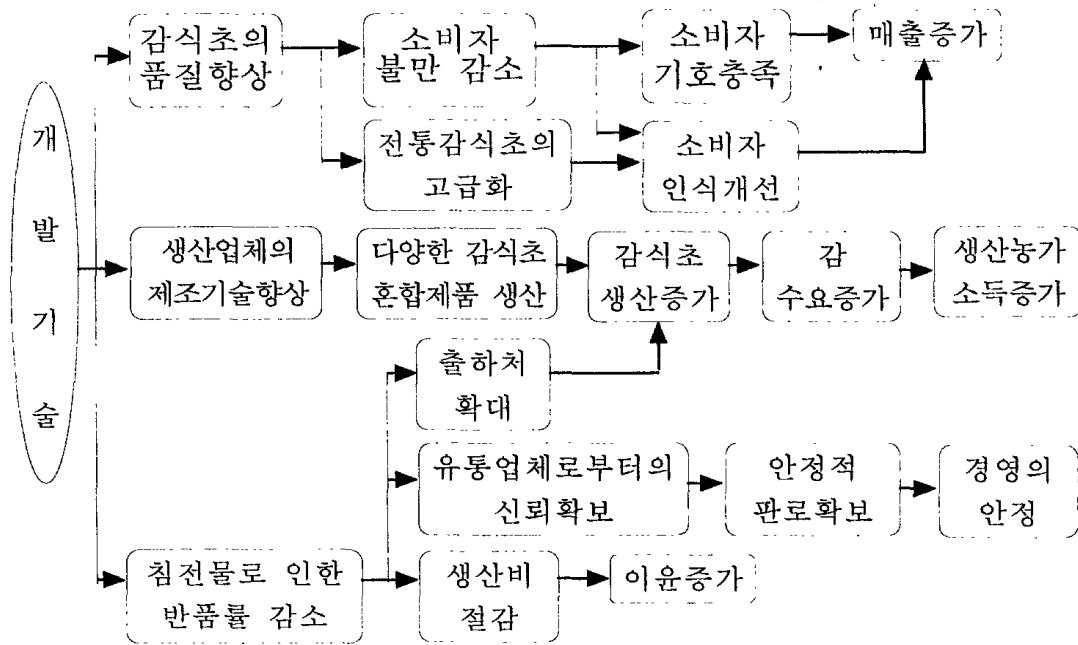 개
발
기
술
감식초의
품질향상
소비자
불만 감소
소비자
기호충족
매출증가
전통감식초의
고급화
소비자
인식개선
생산업체의
제조기술향상
다양한 감식초
혼합제품 생산
감식초
생산증가
감
수요증가
생산농가
소득증가
출하처
확대
유통업체로부터의
신뢰확보
안정적
판로확보
경영의
안정
침전물로 인한
반품률 감소
생산비
절감
이윤증가